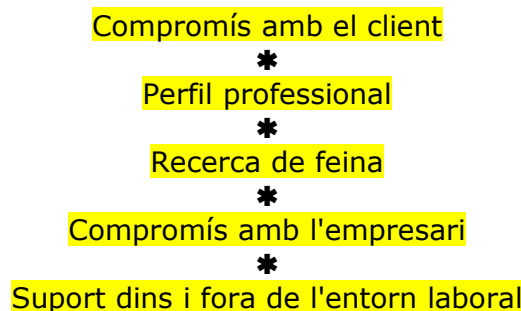 Compromís amb el client
✱
Perfil professional
✱
Recerca de feina
✱
Compromís amb l'empresari
✱
Suport dins i fora de l'entorn laboral